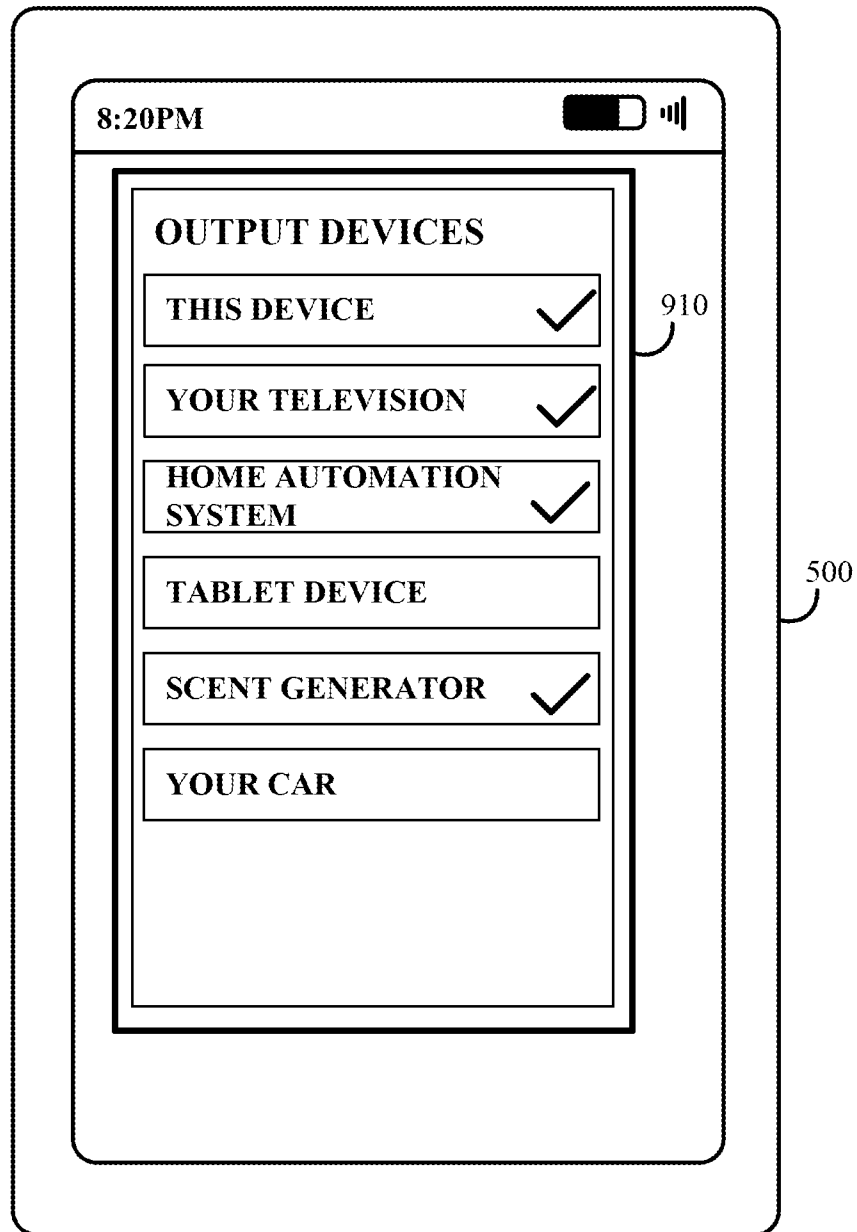 8:20PM
OUTPUT DEVICES
THIS DEVICE
910
YOUR TELEVISION
HOME AUTOMATION
SYSTEM
500
TABLET DEVICE
SCENT GENERATOR
YOUR CAR